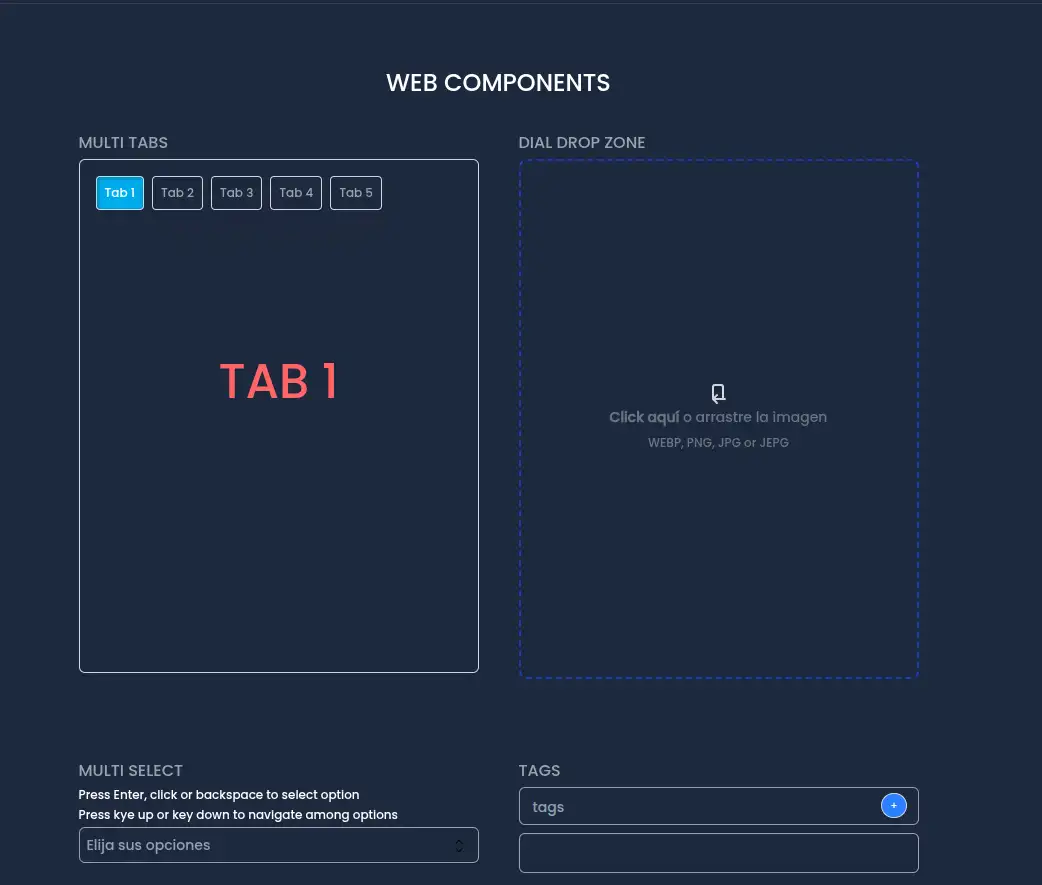 WEB COMPONENTS
MULTI TABS
Tab 1 Tab 2 Tab 3 Tab 4 Tab 5
TAB 1
DIAL DROP ZONE
Click aquí o arrastre la imagen
WEBP, PNG, JPG or JEPG
MULTI SELECT
Press Enter, click or backspace to select option
Press kye up or key down to navigate among options
Elija sus opciones
TAGS
tags +